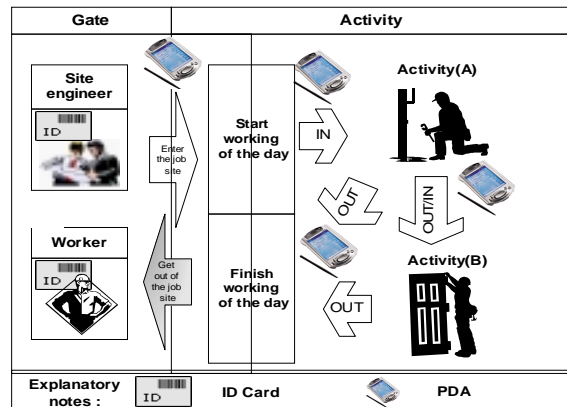 Gate
Activity
Site
engineer
ID
Enter
the job
site
Start
working
of the day
IN
Activity(A)
OUT
OUT/IN
Worker
ID
Get
out of
the job
site
Finish
working
of the day
OUT
Activity(B)
Explanatory
notes :
ID
ID Card
PDA